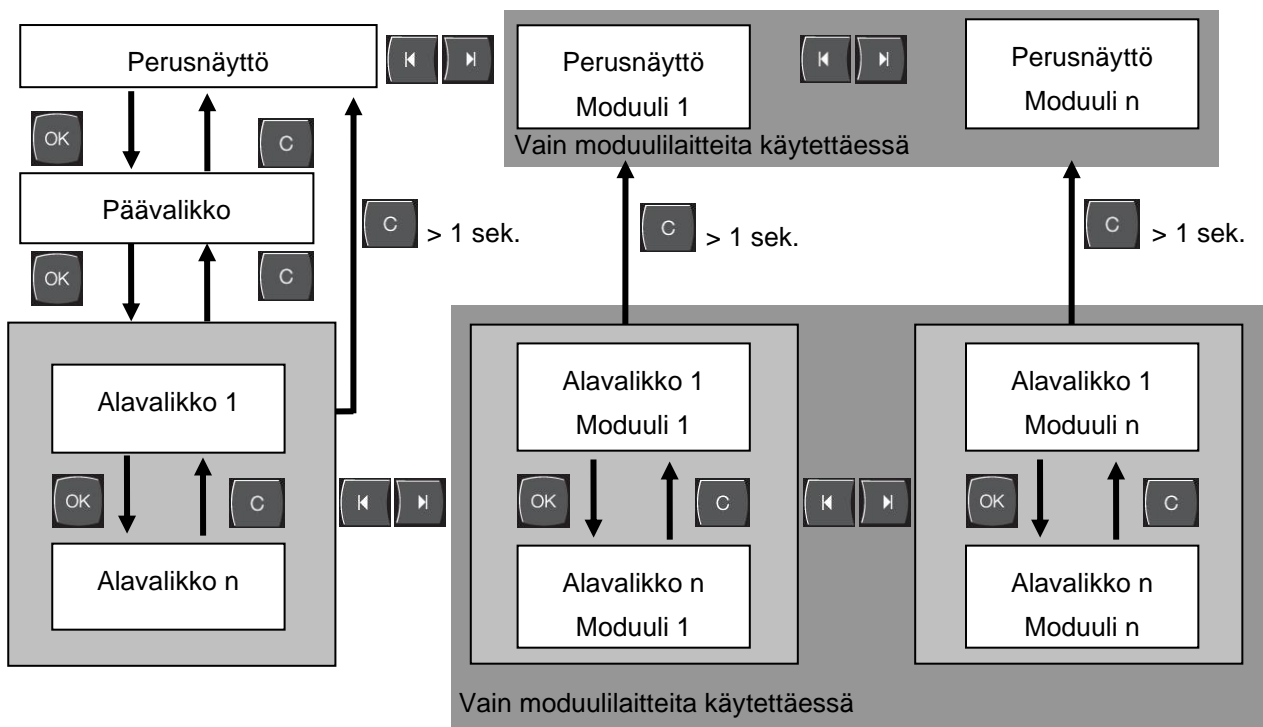 Perusnäyttö
Perusnäyttö
Moduuli 1
Perusnäyttö
Moduuli n
Vain moduulilaitteita käytettäessä
OK
C
Päävalikko
C > 1 sek.
C > 1 sek.
C > 1 sek.
OK
C
Alavalikko 1
Alavalikko 1
Moduuli 1
Alavalikko 1
Moduuli n
OK
C
OK
C
OK
C
Alavalikko n
Alavalikko n
Moduuli 1
Alavalikko n
Moduuli n
Vain moduulilaitteita käytettäessä